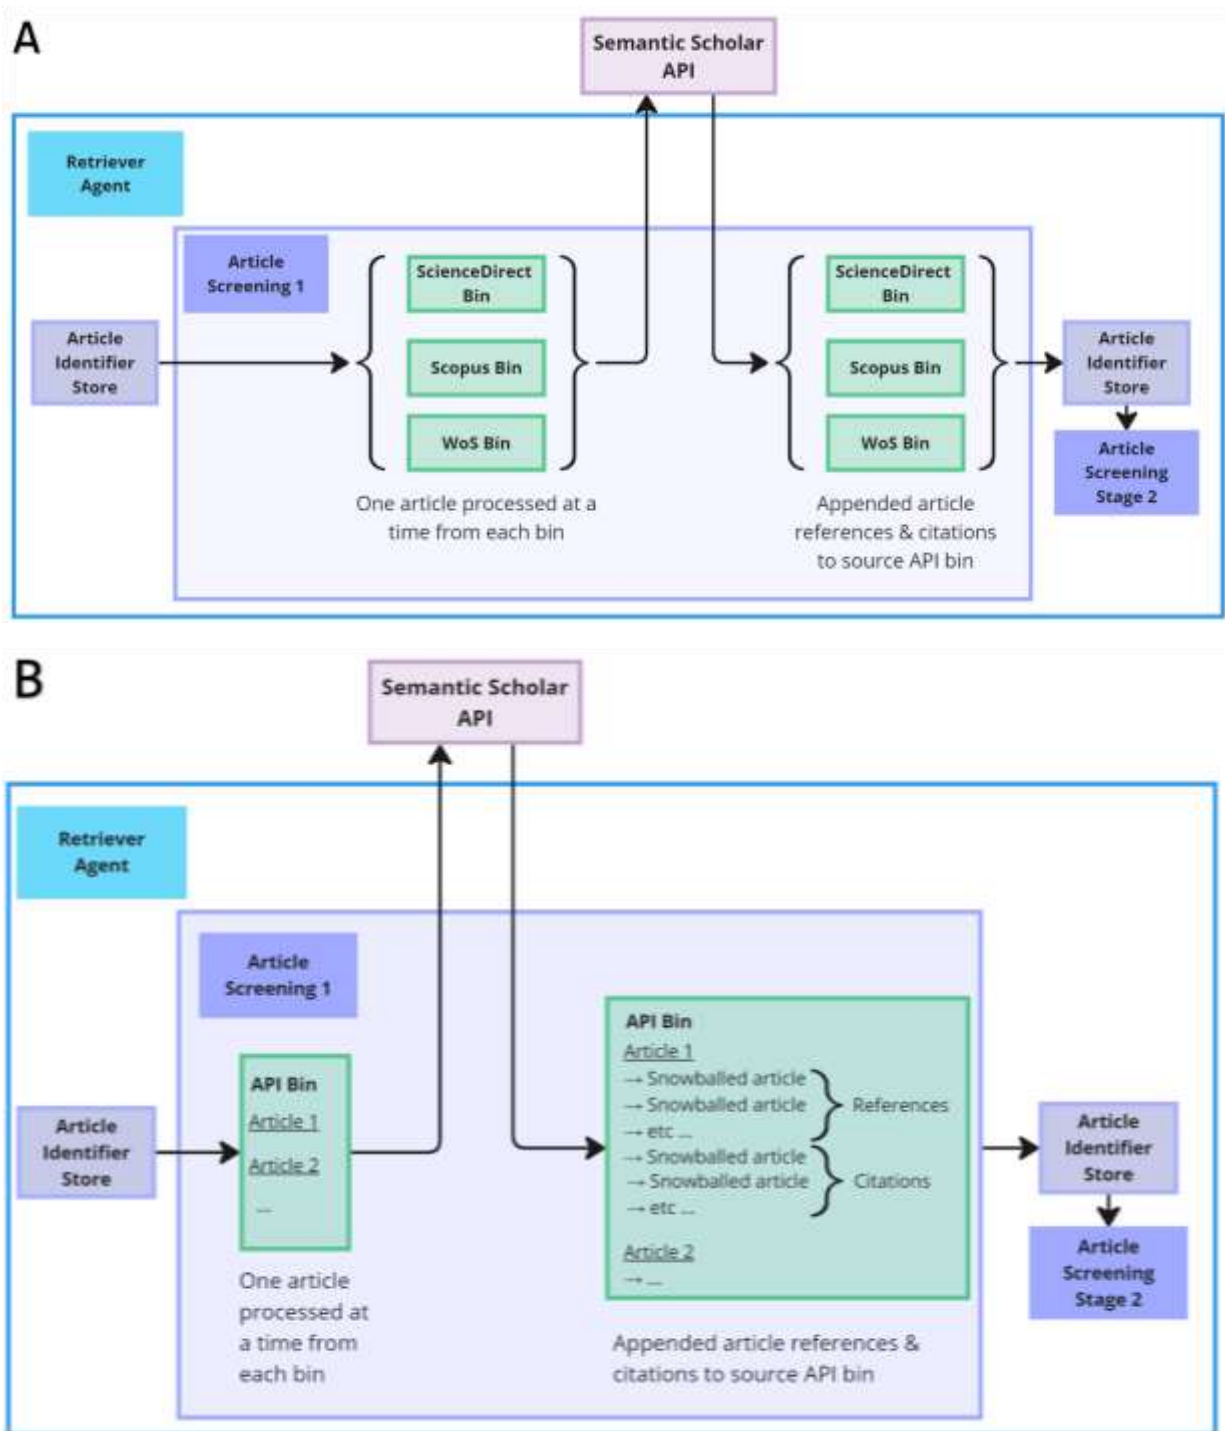 A
Semantic Scholar
API
Retriever
Agent
Article
Screening 1
Article
Identifier
Store
ScienceDirect
Bin
Scopus Bin
WoS Bin
One article processed at a
time from each bin
ScienceDirect
Bin
Scopus Bin
WoS Bin
Appended article
references & citations
to source API bin
Article
Identifier
Store
Article
Screening
Stage 2
B
Semantic Scholar
API
Retriever
Agent
Article
Screening 1
Article
Identifier
Store
API Bin
Article 1
Article 2
...
One article
processed at
a time from
each bin
API Bin
Article 1
→ Snowballed article
→ Snowballed article
→ etc ...
References
→ Snowballed article
→ Snowballed article
→ etc ...
Citations
Article 2
→ ...
Appended article references &
citations to source API bin
Article
Identifier
Store
Article
Screening
Stage 2